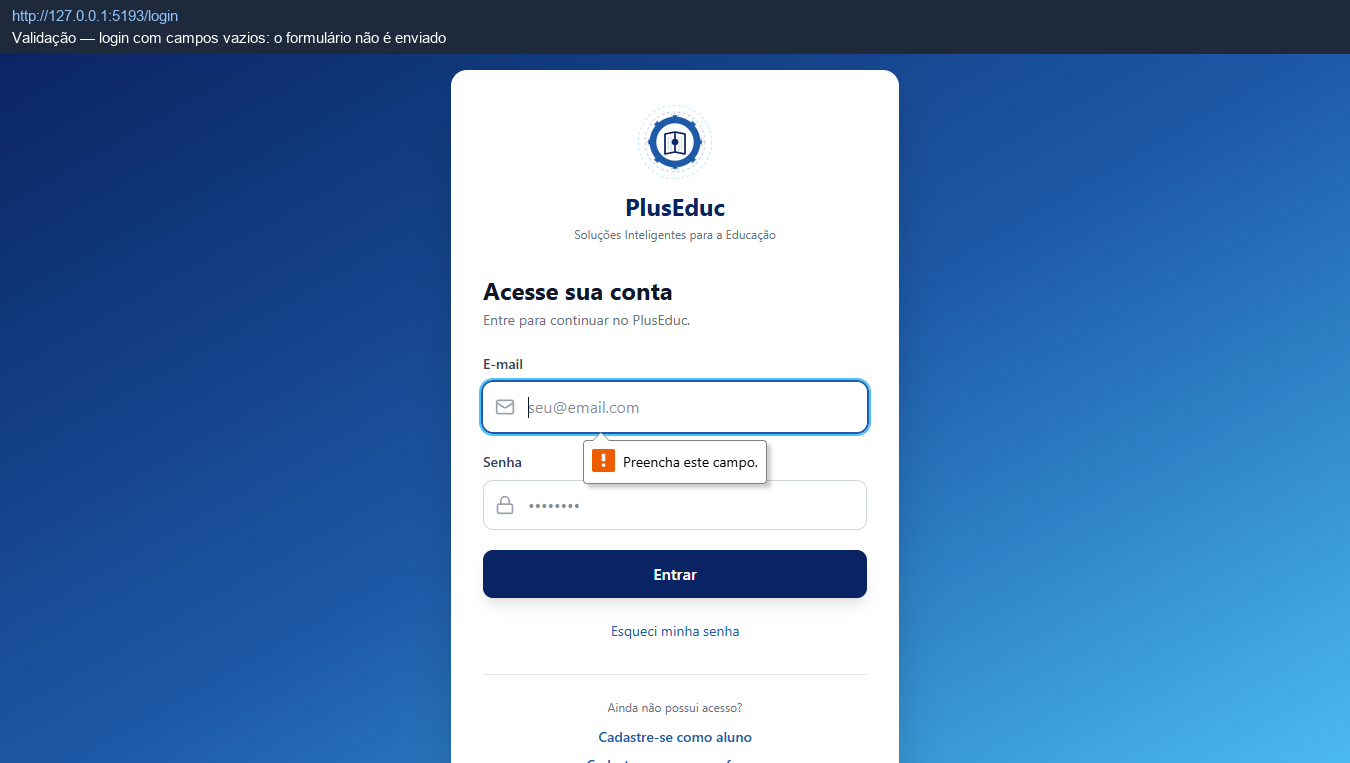 http://127.0.0.1:5193/login
Validação — login com campos vazios: o formulário não é enviado
PlusEduc
Soluções Inteligentes para a Educação
Acesse sua conta
Entre para continuar no PlusEduc.
E-mail
seu@email.com
Preencha este campo.
Senha
••••••••
Entrar
Esqueci minha senha
Ainda não possui acesso?
Cadastre-se como aluno